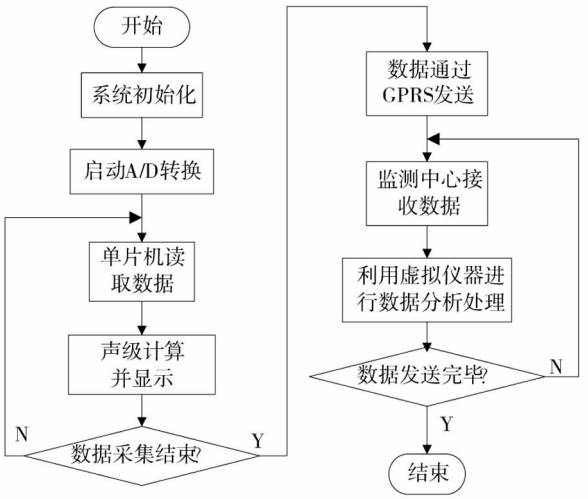 开始
系统初始化
启动A/D转换
单片机读
取数据
声级计算
并显示
数据采集结束?
N
Y
数据通过
GPRS发送
监测中心接
收数据
利用虚拟仪器进
行数据分析处理
数据发送完毕?
N
Y
结束